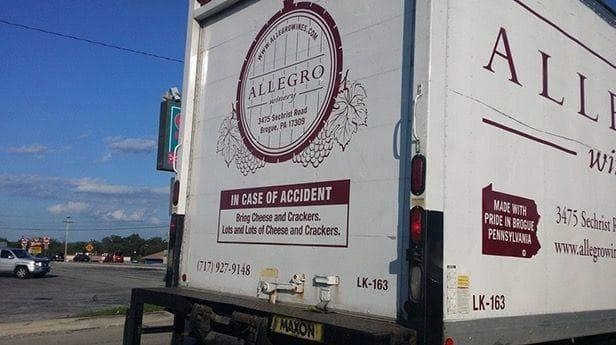 www.ALLEGROWINES.com
ALLEGRO
winery
3475 Sechrist Road
Brogue, PA 17309
IN CASE OF ACCIDENT
Bring Cheese and Crackers.
Lots and Lots of Cheese and Crackers.
(717) 927-9148
LK-163
MAXON
ALL
wi
MADE WITH
PRIDE IN BROGUE
PENNSYLVANIA
3475 Sechrist
www.allegrowi
LK-163